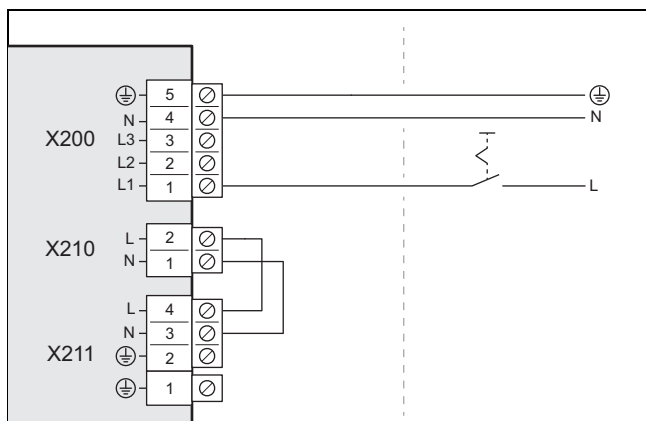 ⏚ 5 ⏚
N 4 N
X200 L3 3
L2 2
L1 1 L
L 2
X210 N 1
L 4
N 3
X211 ⏚ 2
⏚ 1